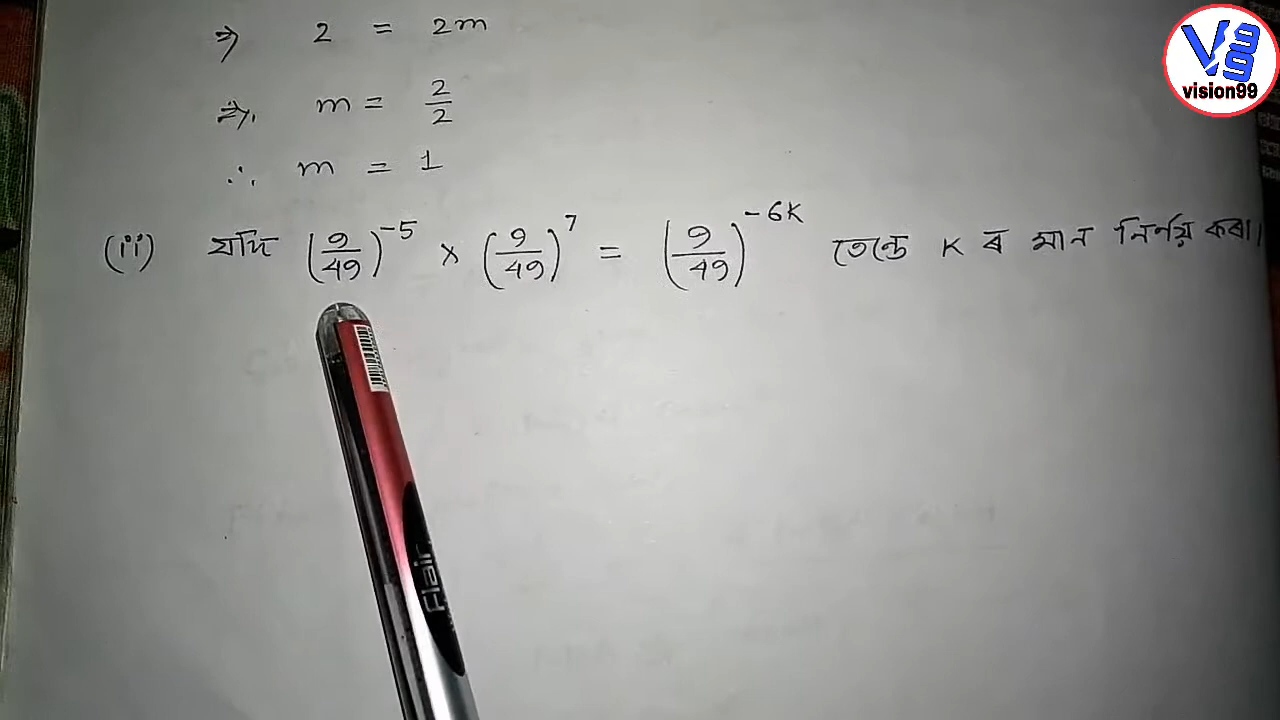 ⇒ 2 = 2m
⇒ m = 2/2
∴ m = 1
(ii) যদি (9/49)^-5 × (9/49)^7 = (9/49)^-6K তেন্তে K ৰ মান নিৰ্ণয় কৰা।
Flair
V99
vision99